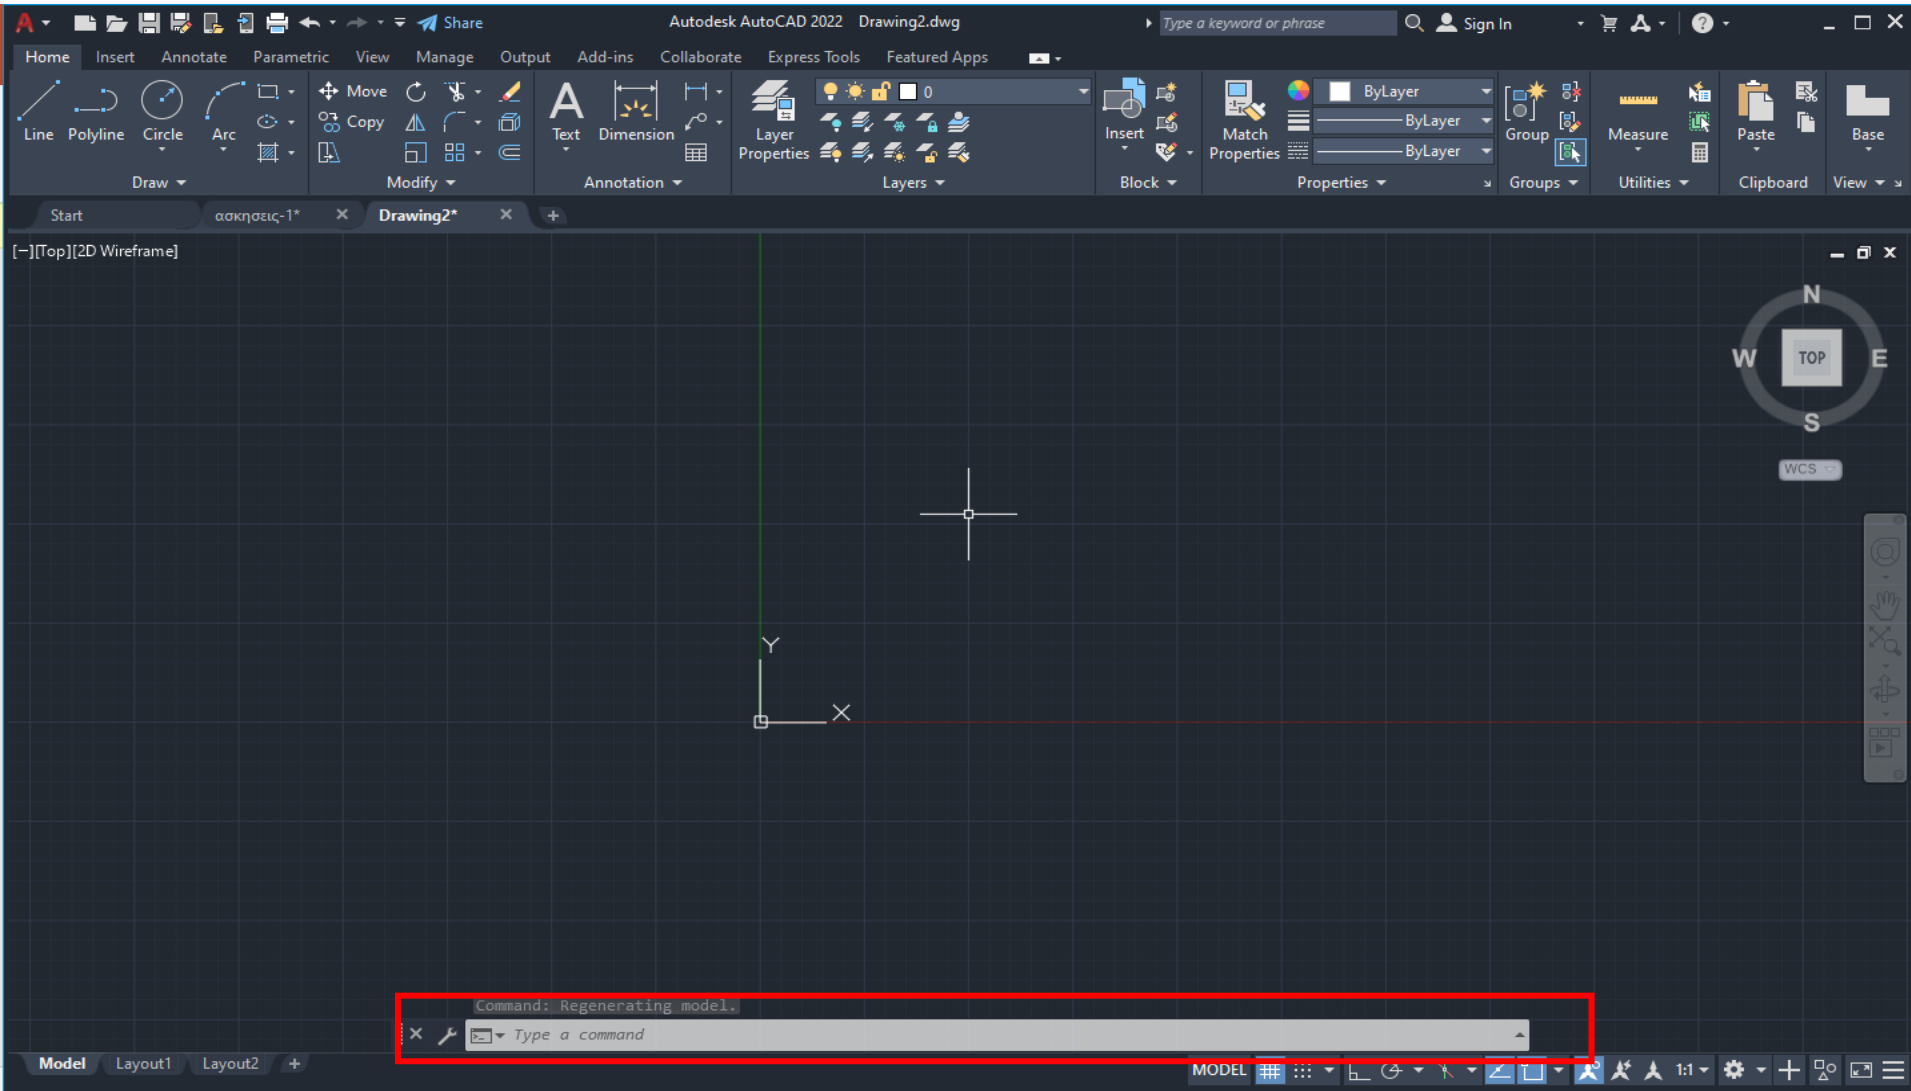 Share
Autodesk AutoCAD 2022 Drawing2.dwg
Type a keyword or phrase
Sign In
Home Insert Annotate Parametric View Manage Output Add-ins Collaborate Express Tools Featured Apps
Line Polyline Circle Arc
Draw
Move
Copy
Modify
Text Dimension
Annotation
Layer
Properties
0
Layers
Insert
Block
Match
Properties
ByLayer
ByLayer
ByLayer
Properties
Group
Groups
Measure
Utilities
Paste
Clipboard
Base
View
Start ασκησεις-1* Drawing2*
[−][Top][2D Wireframe]
N
W TOP E
S
WCS
Y
X
Command: Regenerating model.
Type a command
Model Layout1 Layout2
MODEL 1:1